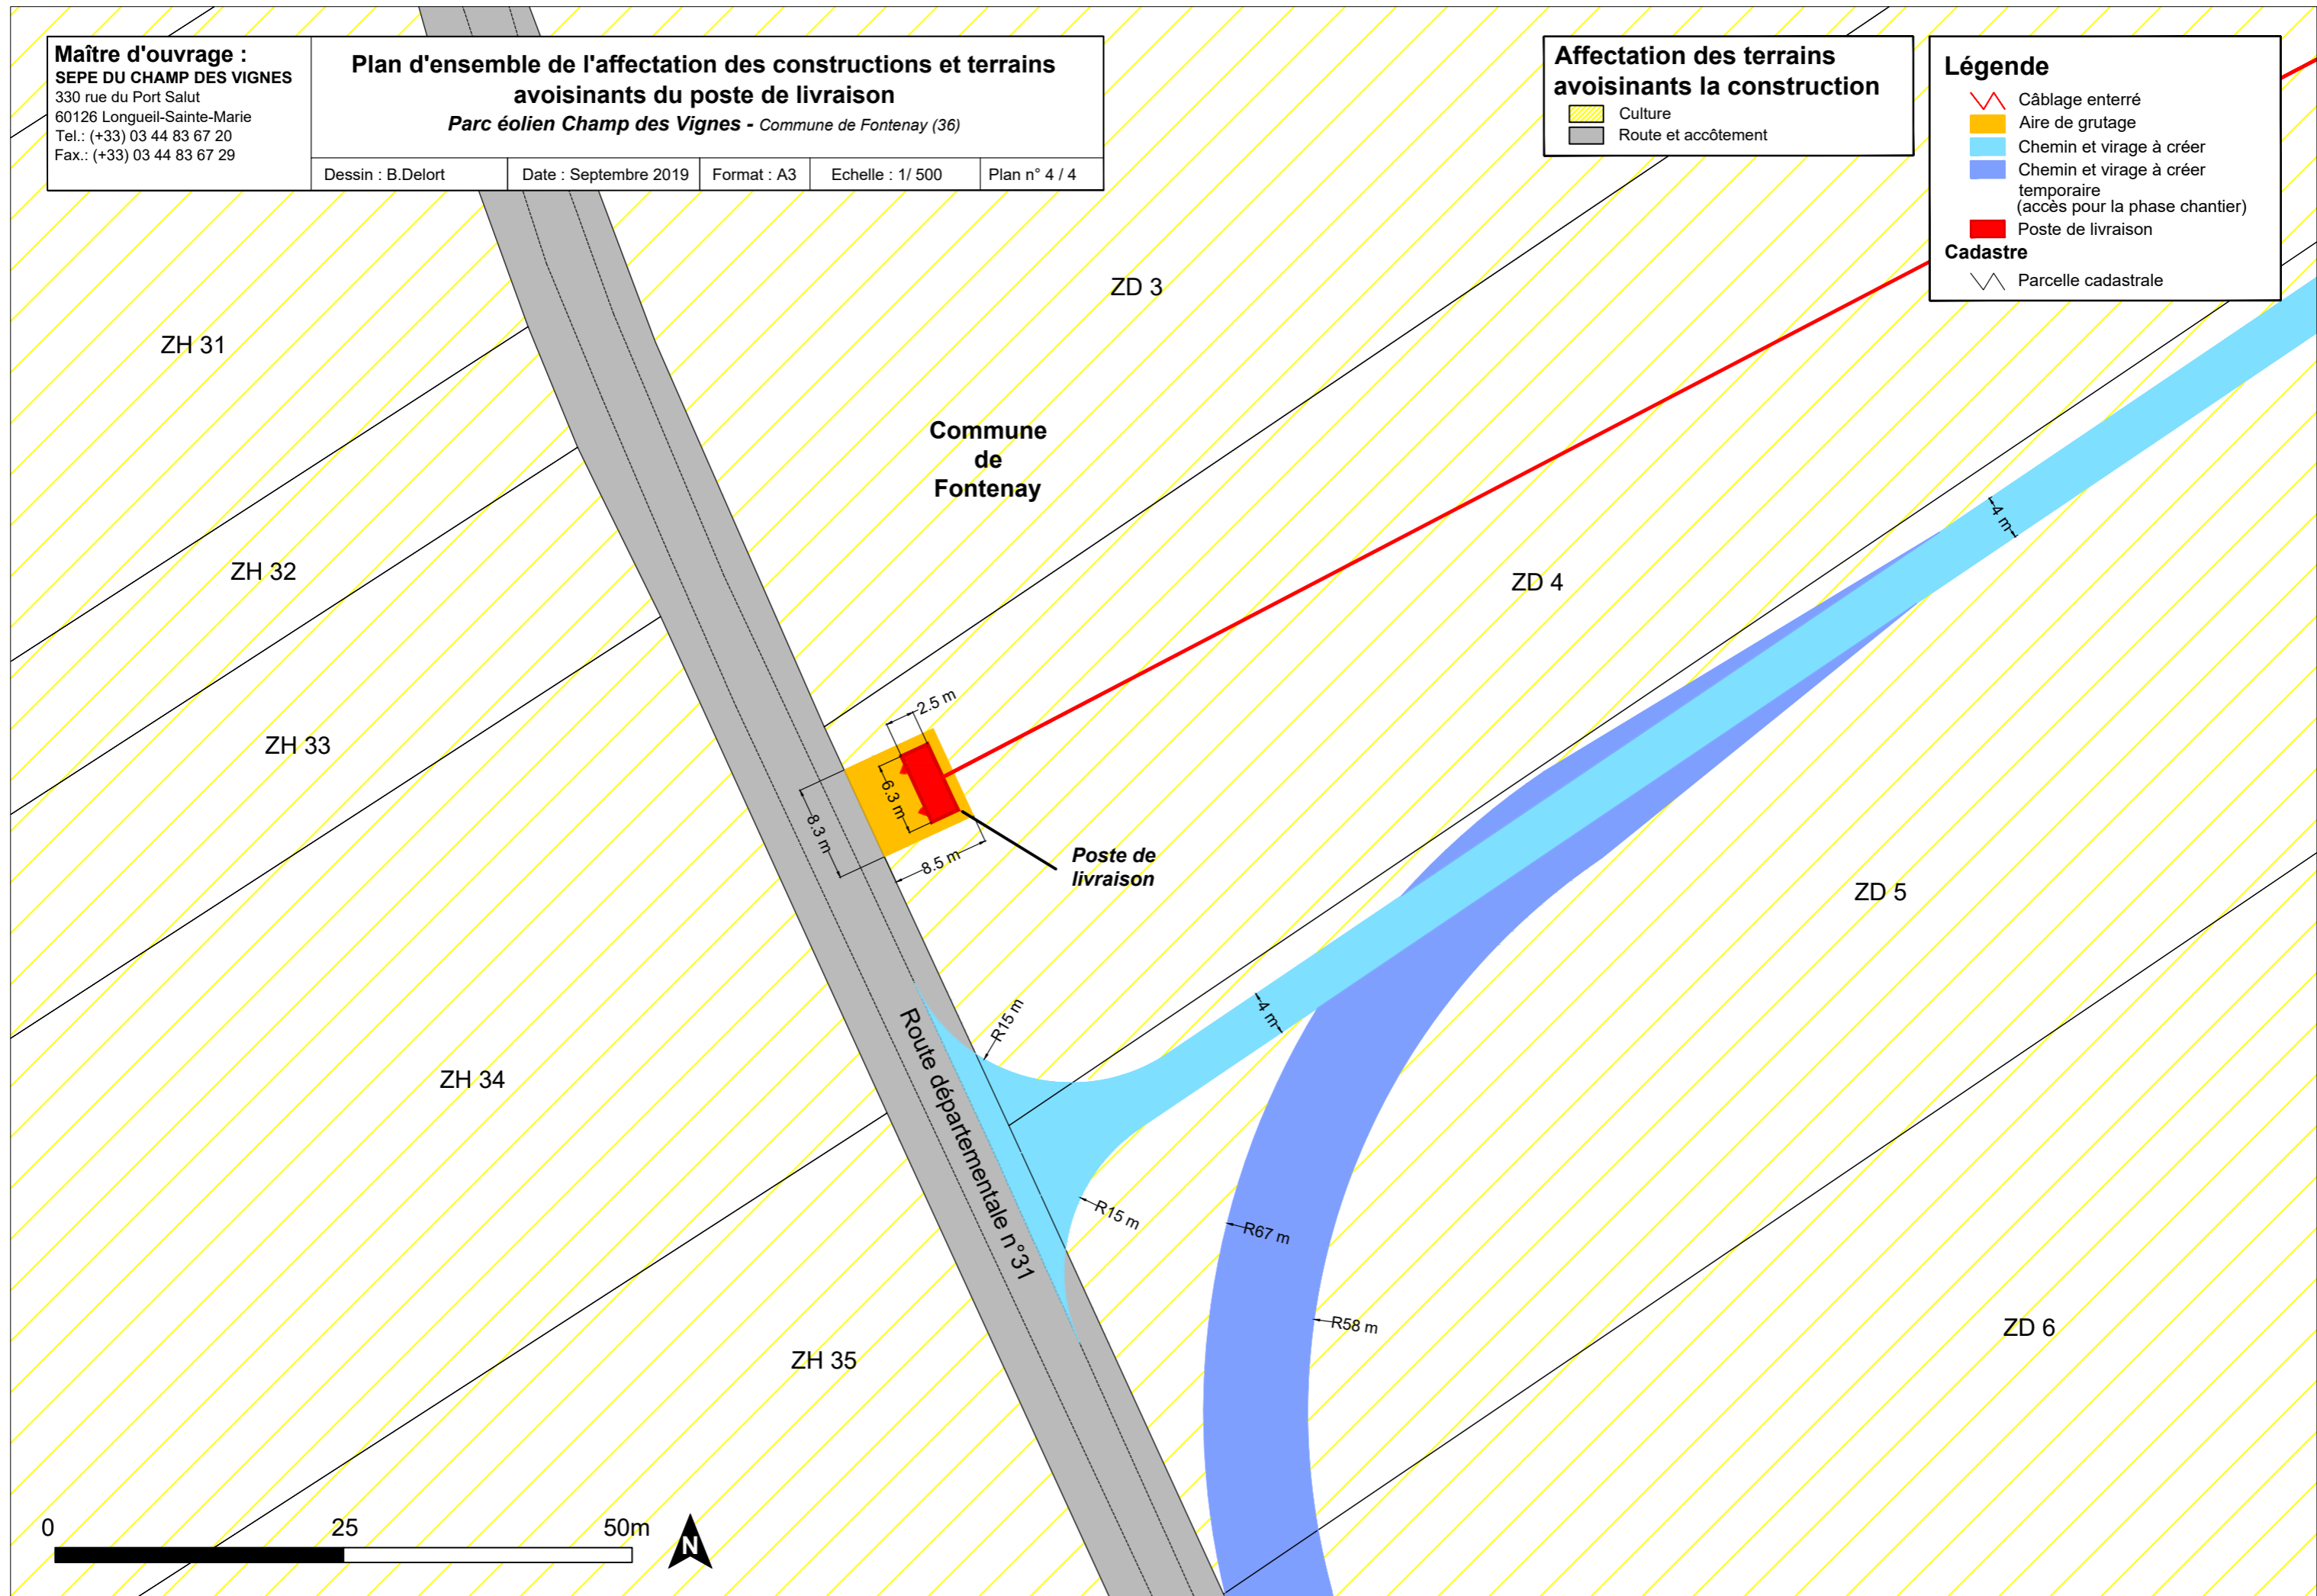 Maître d'ouvrage :
SEPE DU CHAMP DES VIGNES
330 rue du Port Salut
60126 Longueil-Sainte-Marie
Tel.: (+33) 03 44 83 67 20
Fax.: (+33) 03 44 83 67 29
Plan d'ensemble de l'affectation des constructions et terrains
avoisinants du poste de livraison
Parc éolien Champ des Vignes - Commune de Fontenay (36)
Dessin : B.Delort
Date : Septembre 2019
Format : A3
Echelle : 1/ 500
Plan n° 4 / 4
Affectation des terrains
avoisinants la construction
Culture
Route et accôtement
Légende
Câblage enterré
Aire de grutage
Chemin et virage à créer
Chemin et virage à créer
temporaire
(accès pour la phase chantier)
Poste de livraison
Cadastre
Parcelle cadastrale
ZD 3
ZH 31
Commune
de
Fontenay
4 m
ZH 32
ZD 4
2.5 m
ZH 33
6.3 m
8.3 m
8.5 m
Poste de
livraison
ZD 5
4 m
R15 m
Route départementale n°31
ZH 34
R15 m
R67 m
R58 m
ZD 6
ZH 35
0
25
50m
N